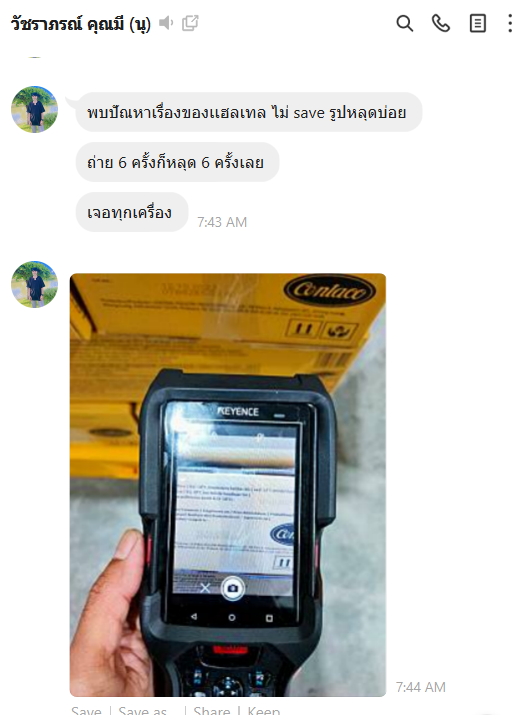 วัชราภรณ์ คุณมี (นุ)
พบปัณหาเรื่องของแฮลเทล ไม่ save รูปหลุดบ่อย
ถ่าย 6 ครั้งก็หลุด 6 ครั้งเลย
เจอทุกเครื่อง
7:43 AM
Contaco
KEYENCE
7:44 AM
Save | Save as... | Share | Keep